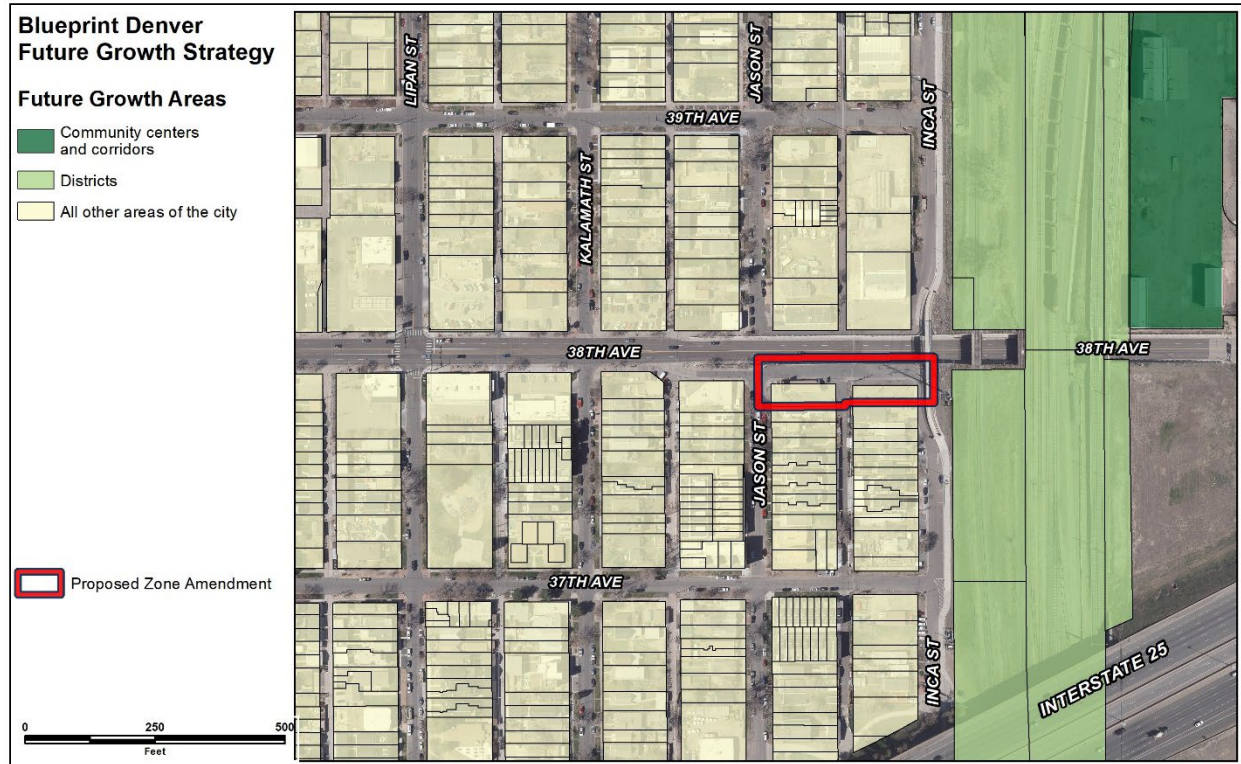 Blueprint Denver
Future Growth Strategy
Future Growth Areas
Community centers
and corridors
Districts
All other areas of the city
Proposed Zone Amendment
0 250 500
Feet
LIPAN ST
JASON ST
INCA ST
39TH AVE
KALAMATH ST
38TH AVE
38TH AVE
JASON ST
37TH AVE
INCA ST
INTERSTATE 25